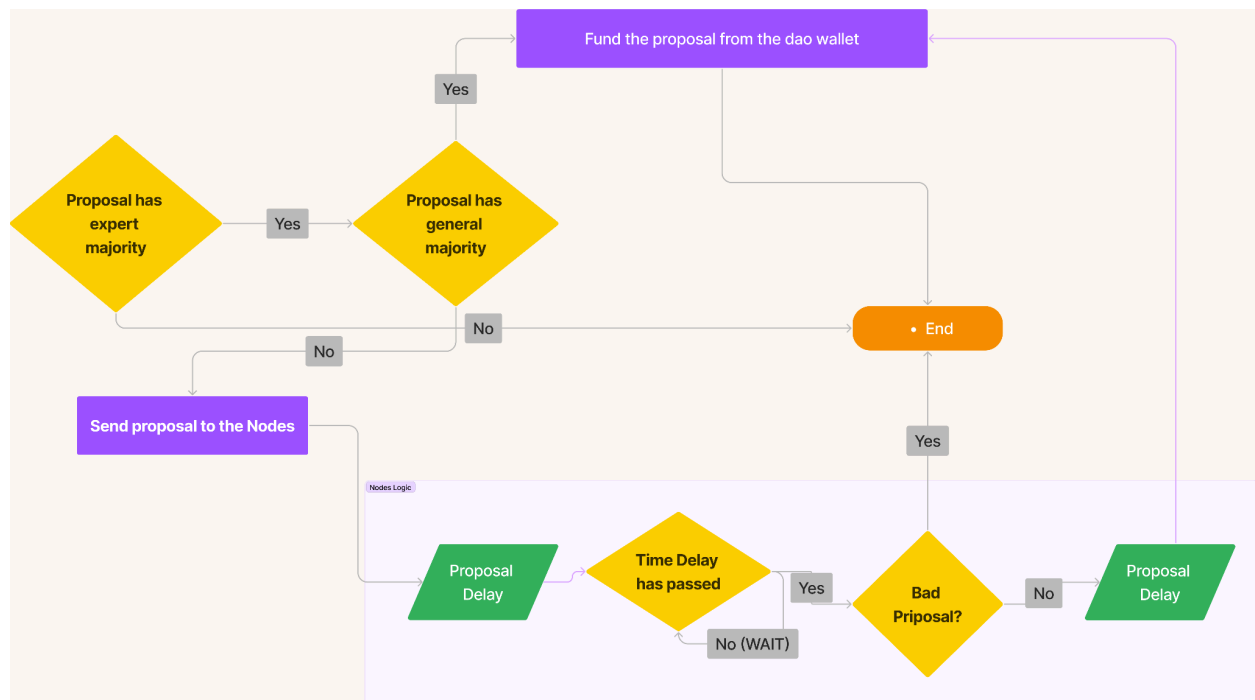 Fund the proposal from the dao wallet
Yes
Proposal has
expert
majority
Yes
Proposal has
general
majority
No
• End
No
Send proposal to the Nodes
Yes
Nodes Logic
Proposal
Delay
Time Delay
has passed
Yes
No (WAIT)
Bad
Priposal?
No
Proposal
Delay